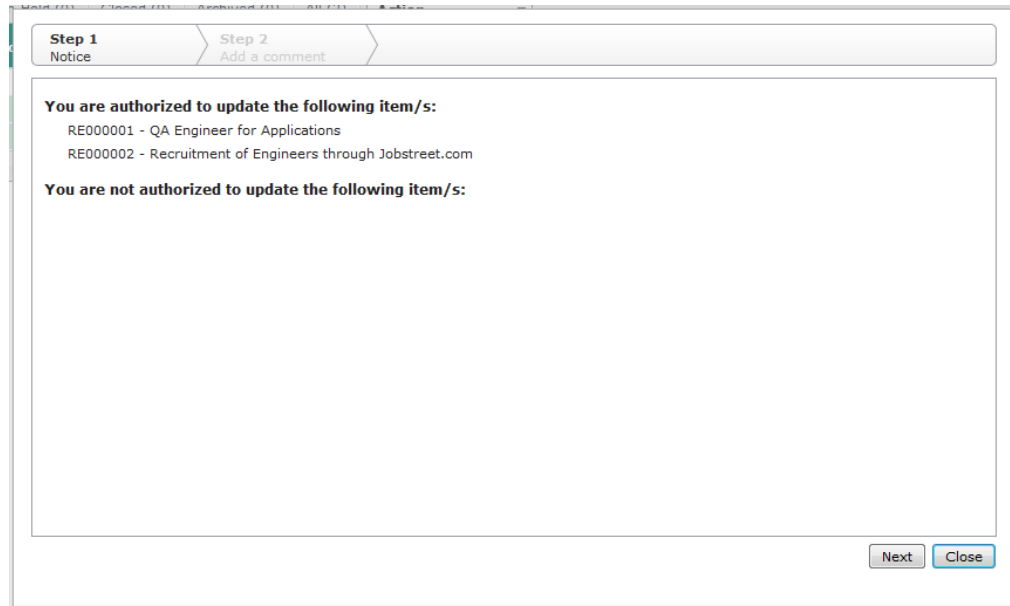 Step 1
Notice
Step 2
Add a comment
You are authorized to update the following item/s:
RE000001 - QA Engineer for Applications
RE000002 - Recruitment of Engineers through Jobstreet.com
You are not authorized to update the following item/s:
Next Close